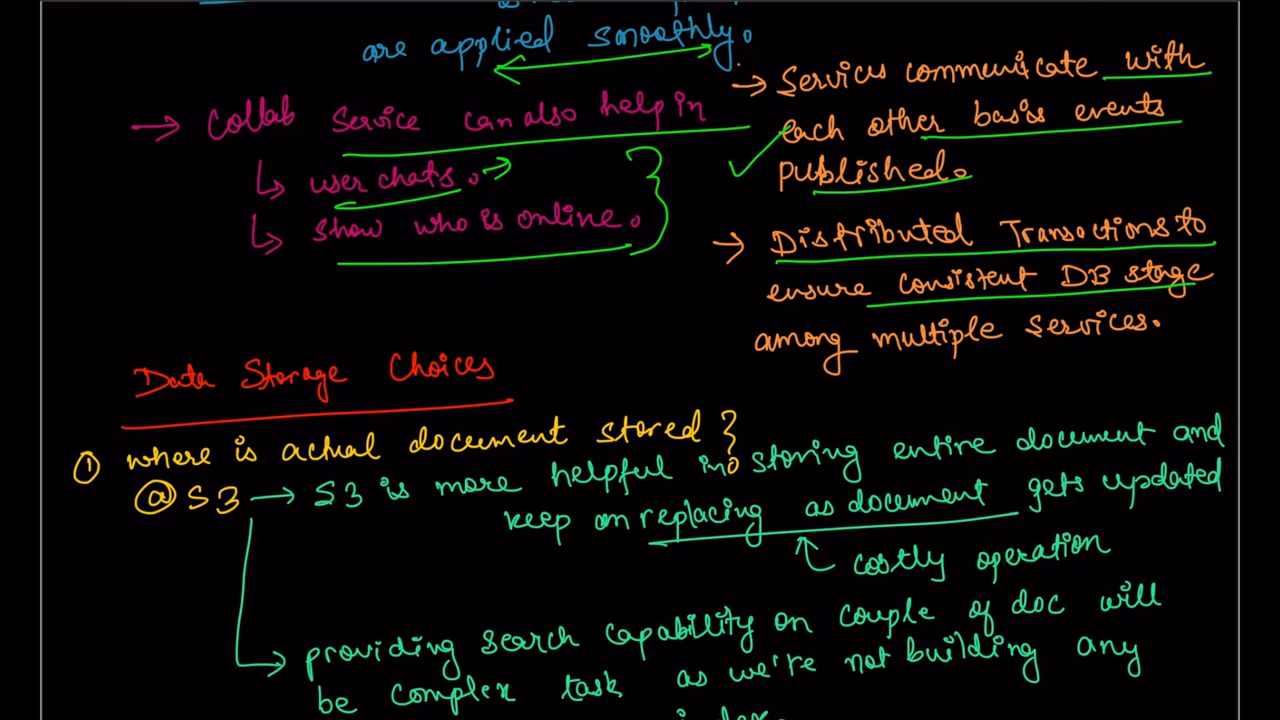 are applied smoothly.
→ Collab Service can also help in
↳ user chats. →
↳ show who is online.
→ Services communicate with
each other basis events
published.
→ Distributed Transactions to
ensure consistent DB stage
among multiple services.
Data Storage Choices
① where is actual document stored?
ⓐ S3 → S3 is more helpful in storing entire document and
keep on replacing as document gets updated
costly operation
providing search capability on couple of doc will
be complex task as we're not building any